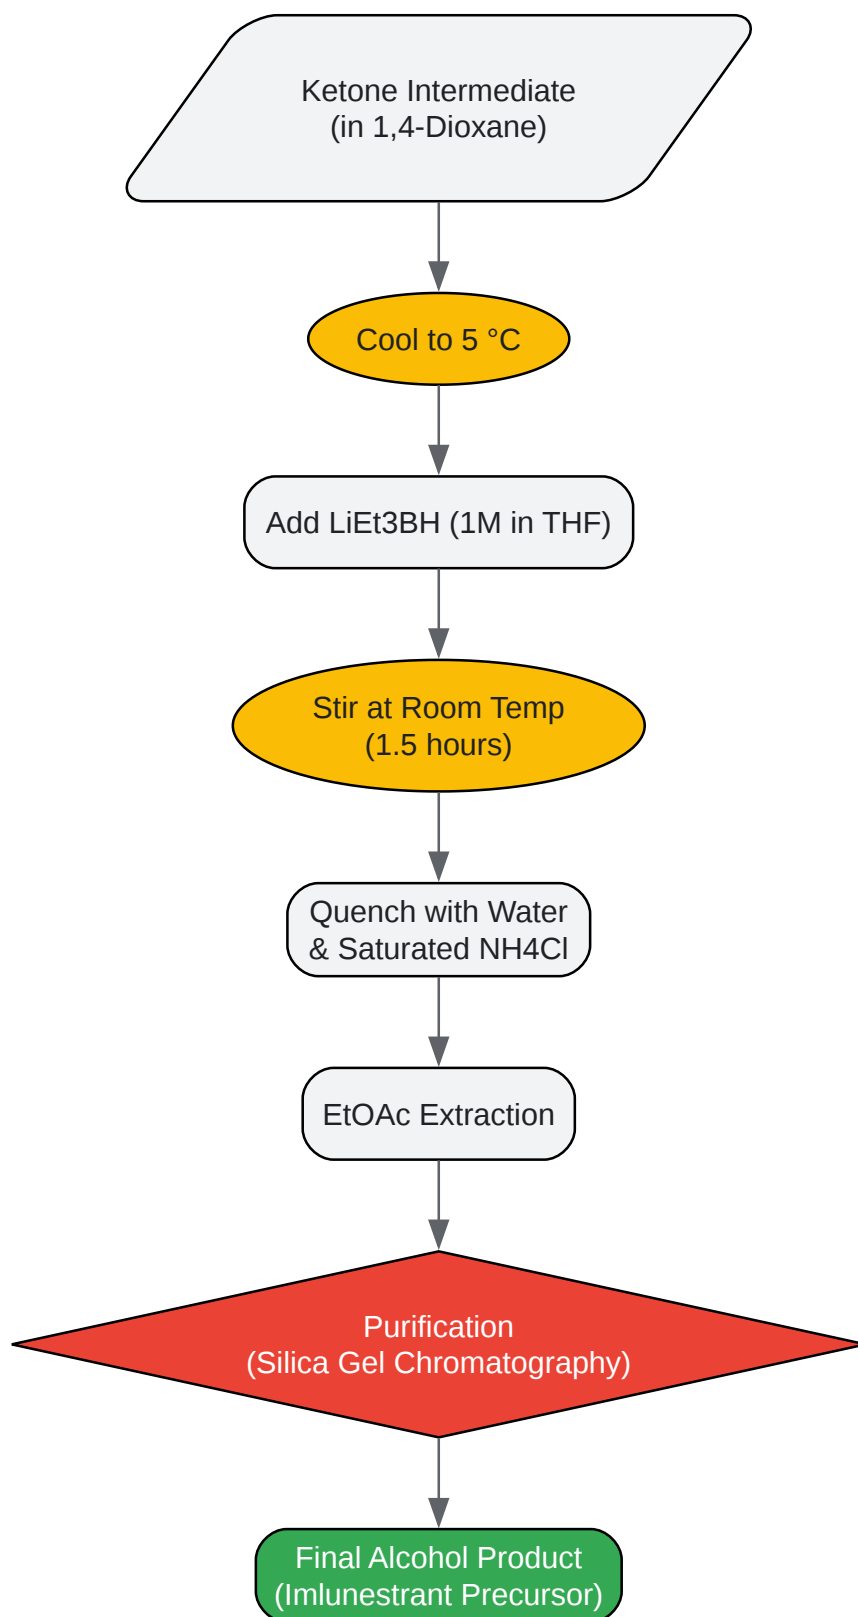 Ketone Intermediate
(in 1,4-Dioxane)
Cool to 5 °C
Add LiEt3BH (1M in THF)
Stir at Room Temp
(1.5 hours)
Quench with Water
& Saturated NH4Cl
EtOAc Extraction
Purification
(Silica Gel Chromatography)
Final Alcohol Product
(Imlunestrant Precursor)